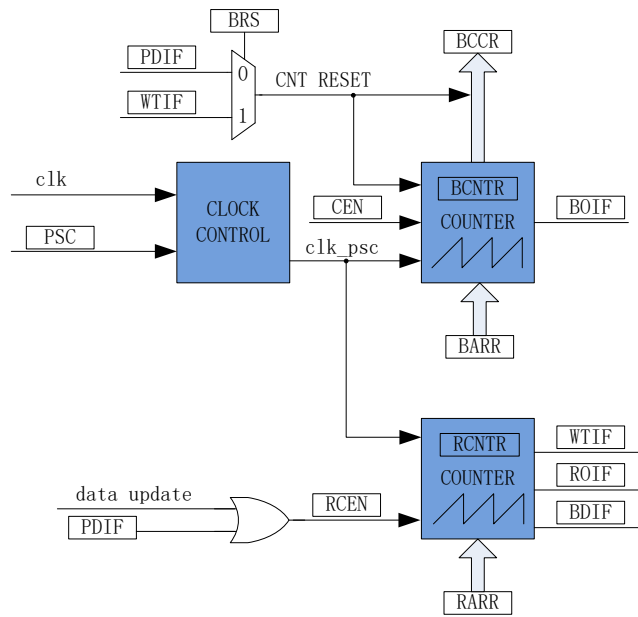 BRS
BCCR
PDIF
0
CNT RESET
WTIF
1
clk
CLOCK
CONTROL
PSC
clk_psc
CEN
BCNTR
COUNTER
BOIF
BARR
RCNTR
COUNTER
WTIF
ROIF
BDIF
data update
PDIF
RCEN
RARR